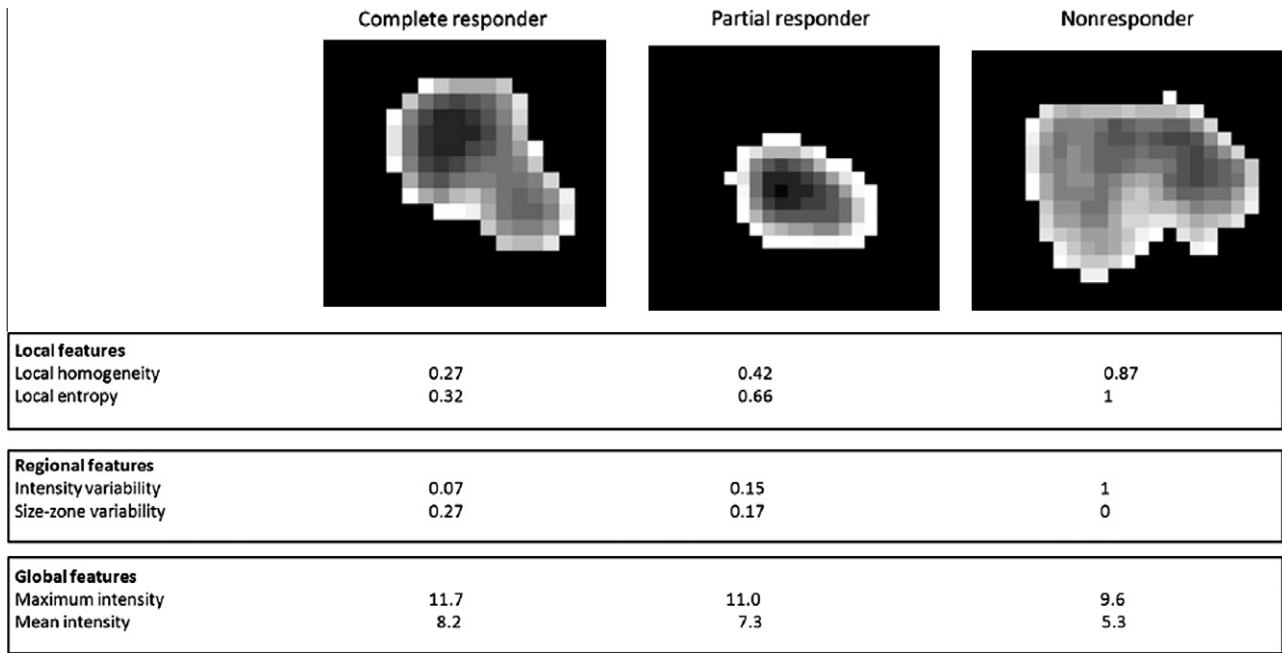 Complete responder Partial responder Nonresponder
Local features
Local homogeneity 0.27 0.42 0.87
Local entropy 0.32 0.66 1
Regional features
Intensity variability 0.07 0.15 1
Size-zone variability 0.27 0.17 0
Global features
Maximum intensity 11.7 11.0 9.6
Mean intensity 8.2 7.3 5.3